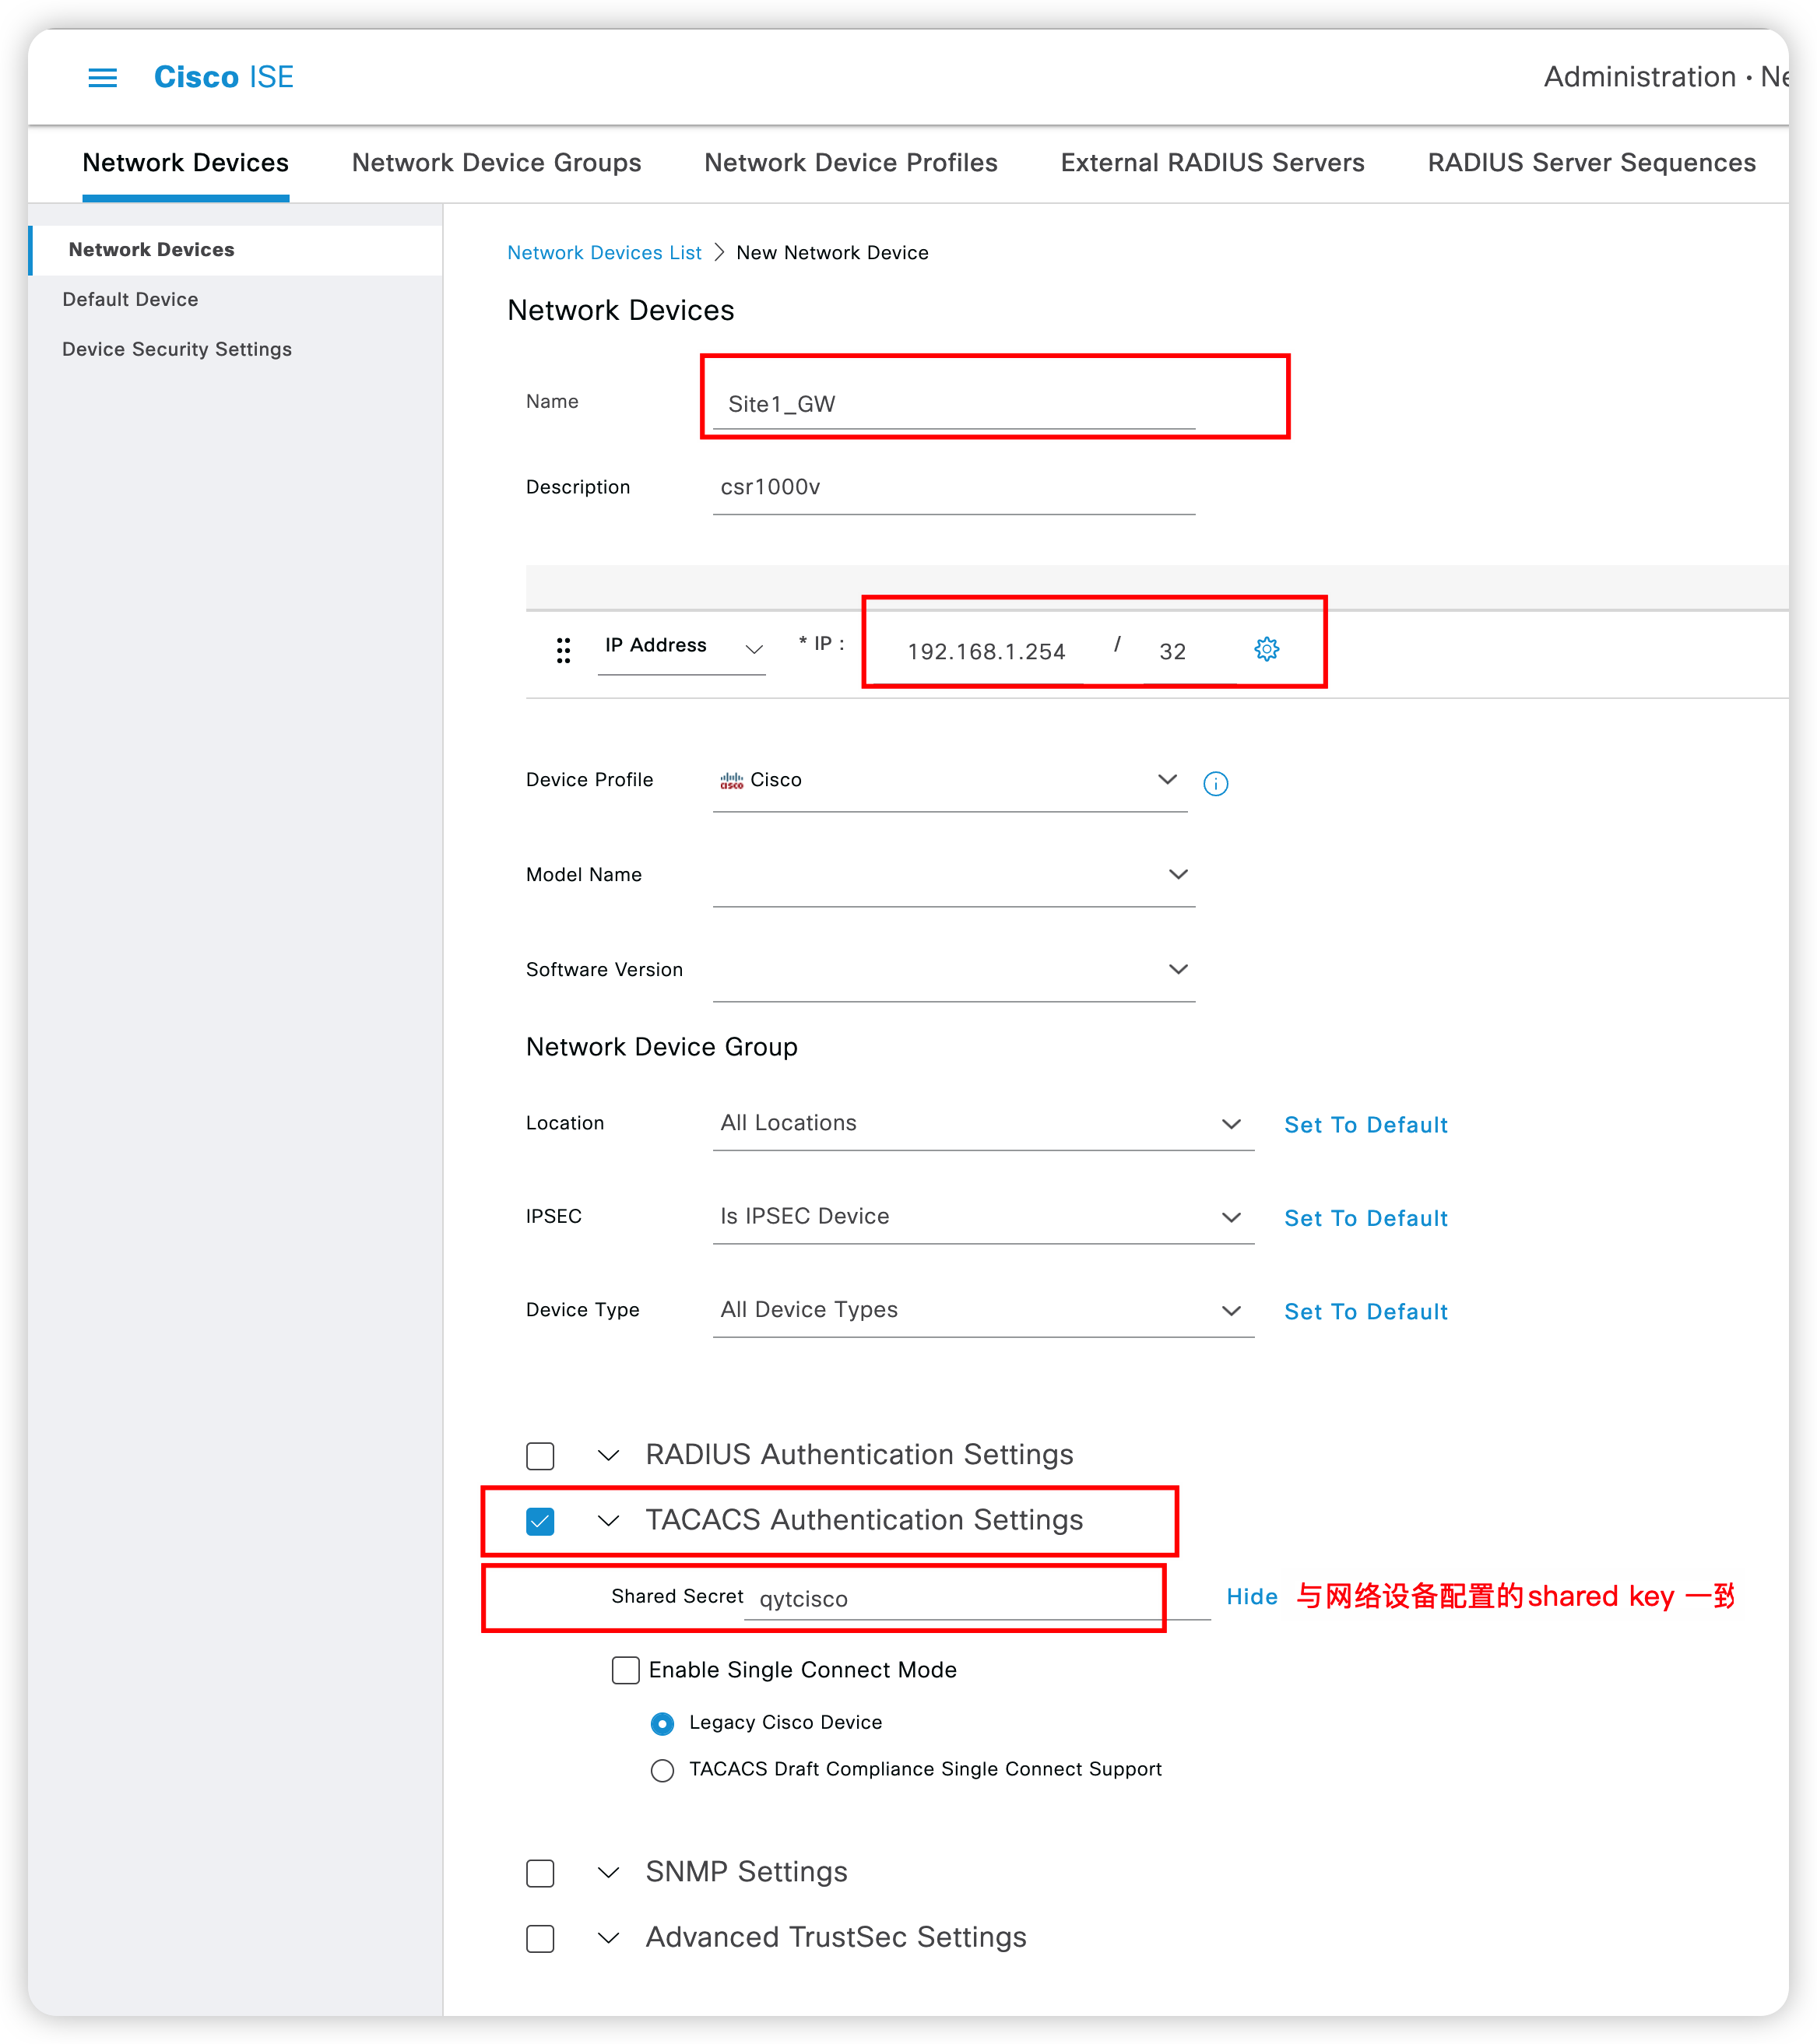 Cisco ISE
Administration · Ne
Network Devices Network Device Groups Network Device Profiles External RADIUS Servers RADIUS Server Sequences
Network Devices
Default Device
Device Security Settings
Network Devices List > New Network Device
Network Devices
Name Site1_GW
Description csr1000v
IP Address * IP : 192.168.1.254 / 32
Device Profile cisco Cisco
Model Name
Software Version
Network Device Group
Location All Locations Set To Default
IPSEC Is IPSEC Device Set To Default
Device Type All Device Types Set To Default
RADIUS Authentication Settings
TACACS Authentication Settings
Shared Secret qytcisco Hide 与网络设备配置的shared key 一致
Enable Single Connect Mode
Legacy Cisco Device
TACACS Draft Compliance Single Connect Support
SNMP Settings
Advanced TrustSec Settings